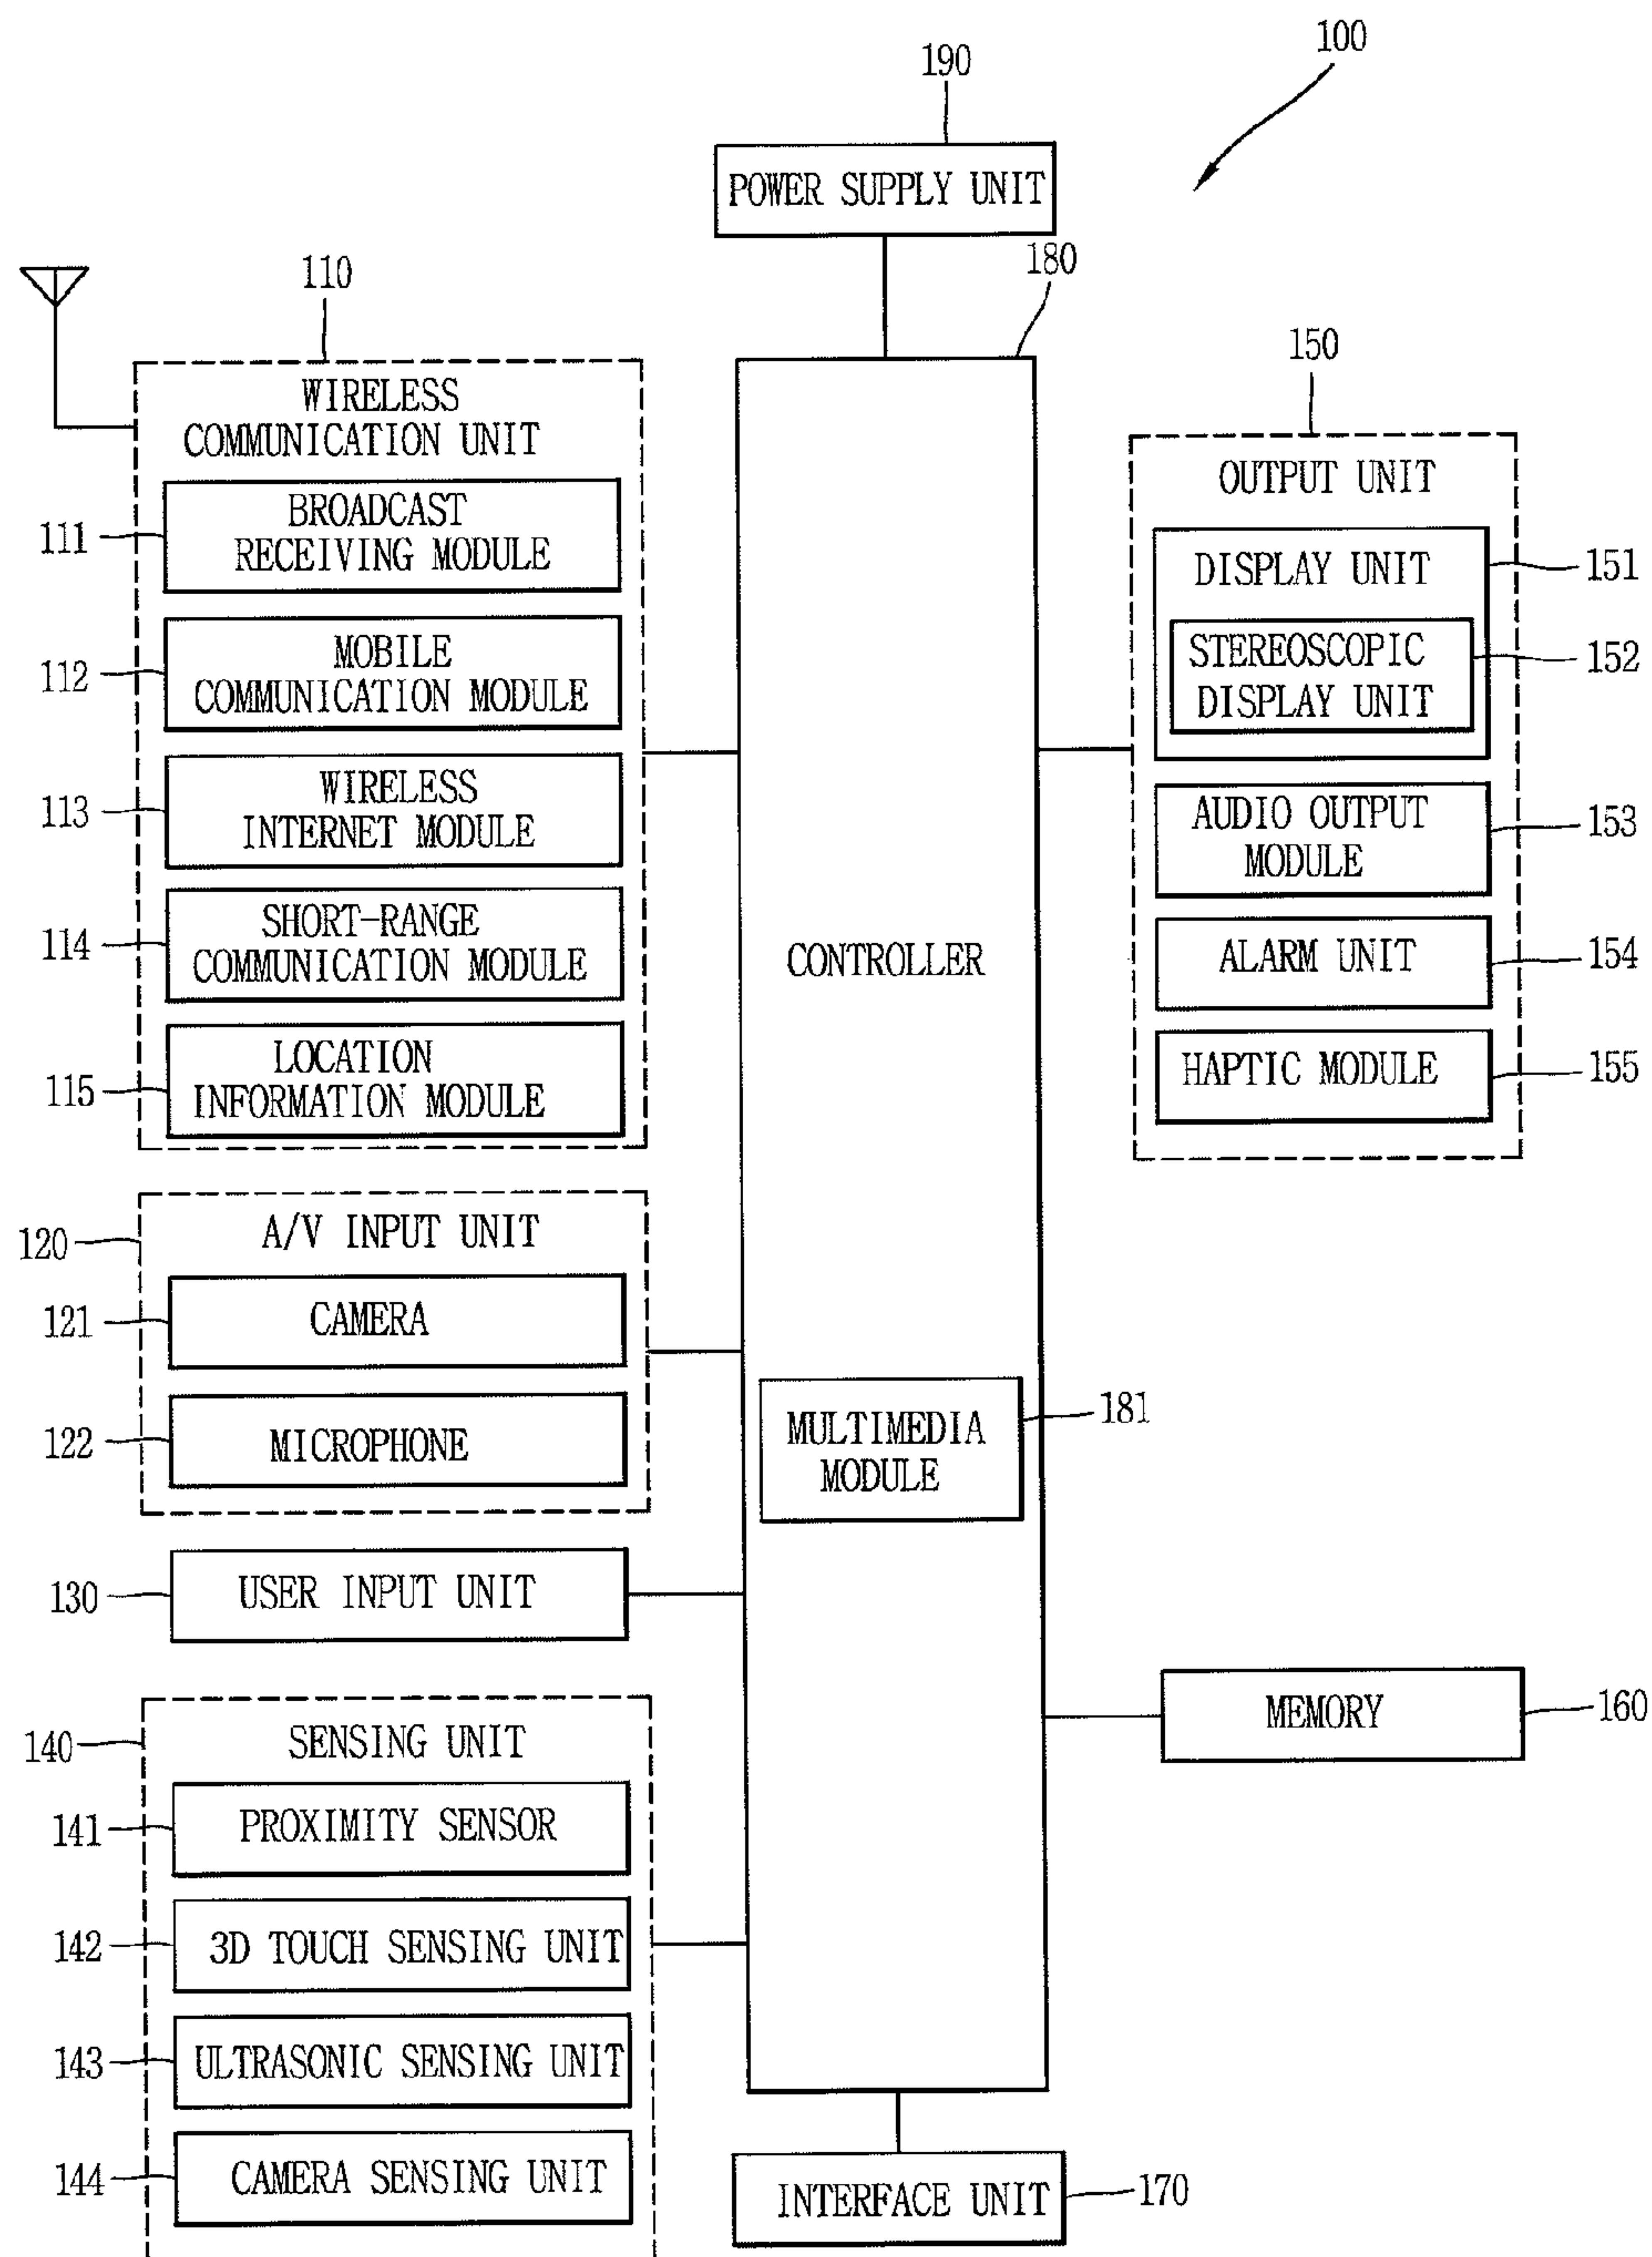 100
190
POWER SUPPLY UNIT
180
110
WIRELESS
COMMUNICATION UNIT
111
BROADCAST
RECEIVING MODULE
112
MOBILE
COMMUNICATION MODULE
113
WIRELESS
INTERNET MODULE
114
SHORT-RANGE
COMMUNICATION MODULE
115
LOCATION
INFORMATION MODULE
120
A/V INPUT UNIT
121
CAMERA
122
MICROPHONE
130
USER INPUT UNIT
140
SENSING UNIT
141
PROXIMITY SENSOR
142
3D TOUCH SENSING UNIT
143
ULTRASONIC SENSING UNIT
144
CAMERA SENSING UNIT
CONTROLLER
MULTIMEDIA
MODULE
181
INTERFACE UNIT
170
150
OUTPUT UNIT
DISPLAY UNIT
151
STEREOSCOPIC
DISPLAY UNIT
152
AUDIO OUTPUT
MODULE
153
ALARM UNIT
154
HAPTIC MODULE
155
MEMORY
160